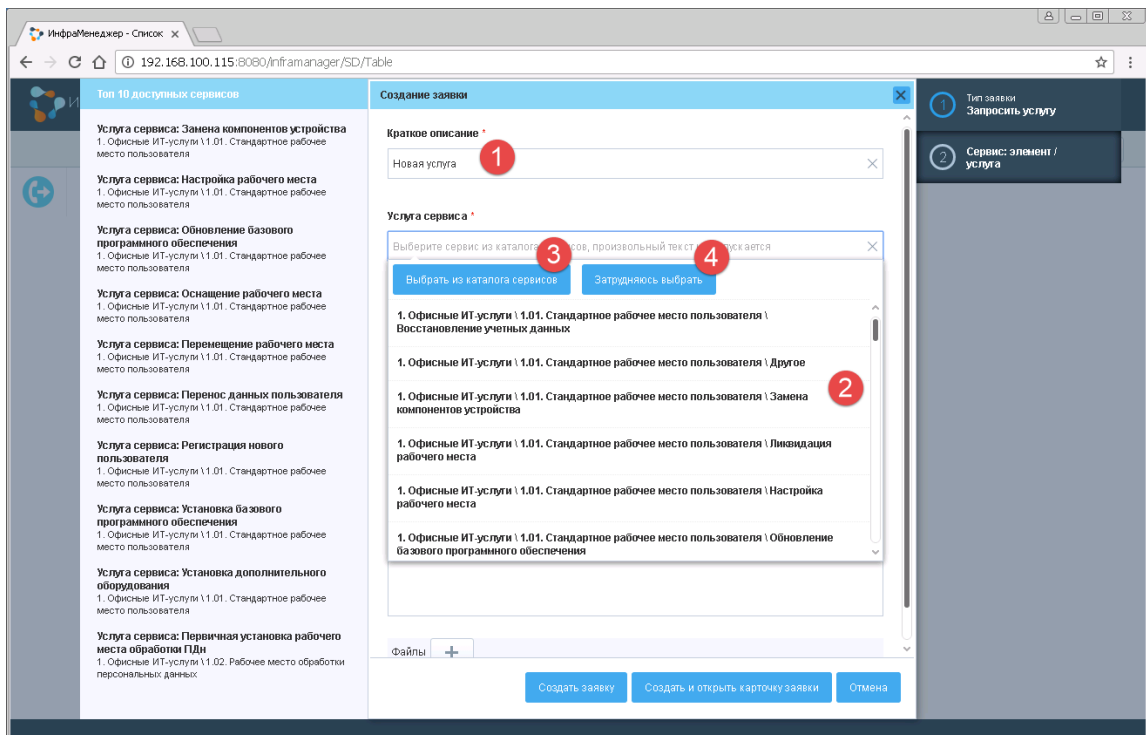 ИнфраМенеджер - Список
192.168.100.115:8080/inframanager/SD/Table
Топ 10 доступных сервисов
Услуга сервиса: Замена компонентов устройства
1. Офисные ИТ-услуги \ 1.01. Стандартное рабочее
место пользователя
Услуга сервиса: Настройка рабочего места
1. Офисные ИТ-услуги \ 1.01. Стандартное рабочее
место пользователя
Услуга сервиса: Обновление базового
программного обеспечения
1. Офисные ИТ-услуги \ 1.01. Стандартное рабочее
место пользователя
Услуга сервиса: Оснащение рабочего места
1. Офисные ИТ-услуги \ 1.01. Стандартное рабочее
место пользователя
Услуга сервиса: Перемещение рабочего места
1. Офисные ИТ-услуги \ 1.01. Стандартное рабочее
место пользователя
Услуга сервиса: Перенос данных пользователя
1. Офисные ИТ-услуги \ 1.01. Стандартное рабочее
место пользователя
Услуга сервиса: Регистрация нового
пользователя
1. Офисные ИТ-услуги \ 1.01. Стандартное рабочее
место пользователя
Услуга сервиса: Установка базового
программного обеспечения
1. Офисные ИТ-услуги \ 1.01. Стандартное рабочее
место пользователя
Услуга сервиса: Установка дополнительного
оборудования
1. Офисные ИТ-услуги \ 1.01. Стандартное рабочее
место пользователя
Услуга сервиса: Первичная установка рабочего
места обработки ПДн
1. Офисные ИТ-услуги \ 1.02. Рабочее место обработки
персональных данных
Создание заявки
Краткое описание *
Новая услуга
1
Услуга сервиса *
Выберите сервис из каталога сервисов, произвольный текст
3
4
Выбрать из каталога сервисов
Затрудняюсь выбрать
1. Офисные ИТ-услуги \ 1.01. Стандартное рабочее место пользователя \
Восстановление учетных данных
1. Офисные ИТ-услуги \ 1.01. Стандартное рабочее место пользователя \ Другое
2
1. Офисные ИТ-услуги \ 1.01. Стандартное рабочее место пользователя \ Замена
компонентов устройства
1. Офисные ИТ-услуги \ 1.01. Стандартное рабочее место пользователя \ Ликвидация
рабочего места
1. Офисные ИТ-услуги \ 1.01. Стандартное рабочее место пользователя \ Настройка
рабочего места
1. Офисные ИТ-услуги \ 1.01. Стандартное рабочее место пользователя \ Обновление
базового программного обеспечения
Файлы
Создать заявку
Создать и открыть карточку заявки
Отмена
1
Тип заявки
Запросить услугу
2
Сервис: элемент /
услуга